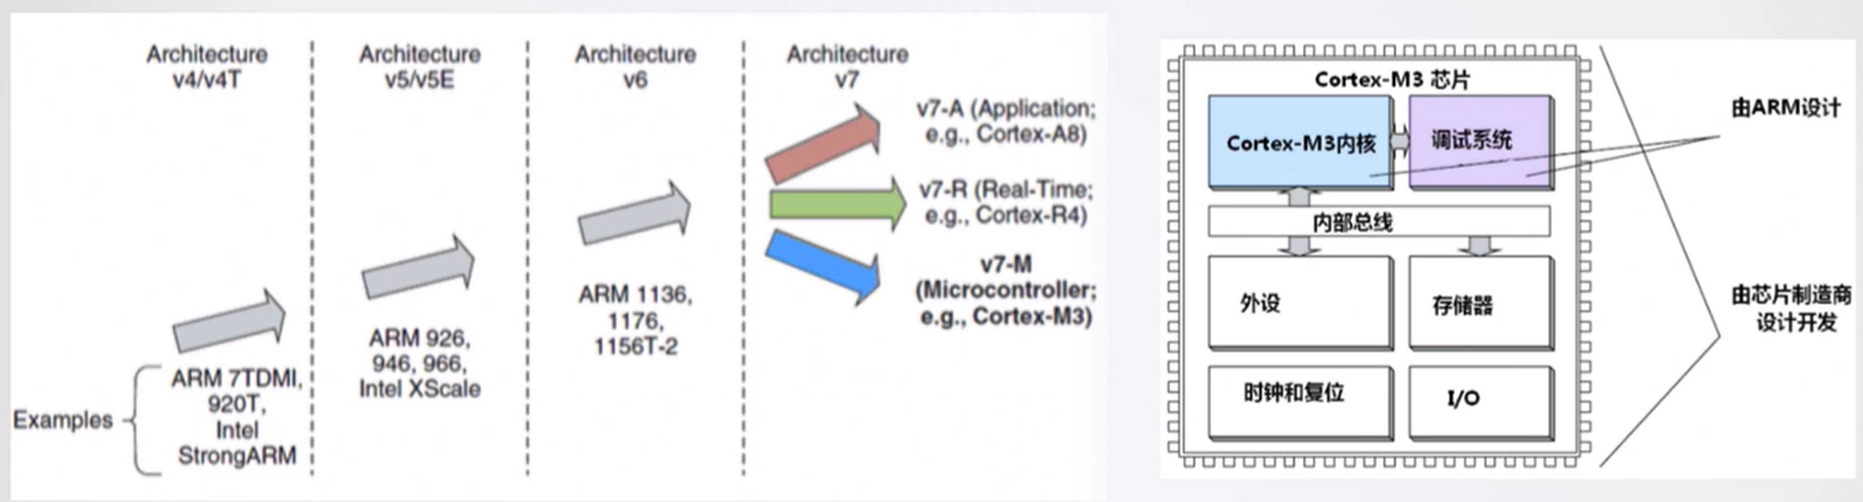 Architecture
v4/v4T
Architecture
v5/v5E
Architecture
v6
Architecture
v7
v7-A (Application;
e.g., Cortex-A8)
v7-R (Real-Time;
e.g., Cortex-R4)
v7-M
(Microcontroller;
e.g., Cortex-M3)
ARM 1136,
1176,
1156T-2
ARM 926,
946, 966,
Intel XScale
Examples
ARM 7TDMI,
920T,
Intel
StrongARM
Cortex-M3 芯片
Cortex-M3内核
调试系统
内部总线
外设
存储器
时钟和复位
I/O
由ARM设计
由芯片制造商
设计开发